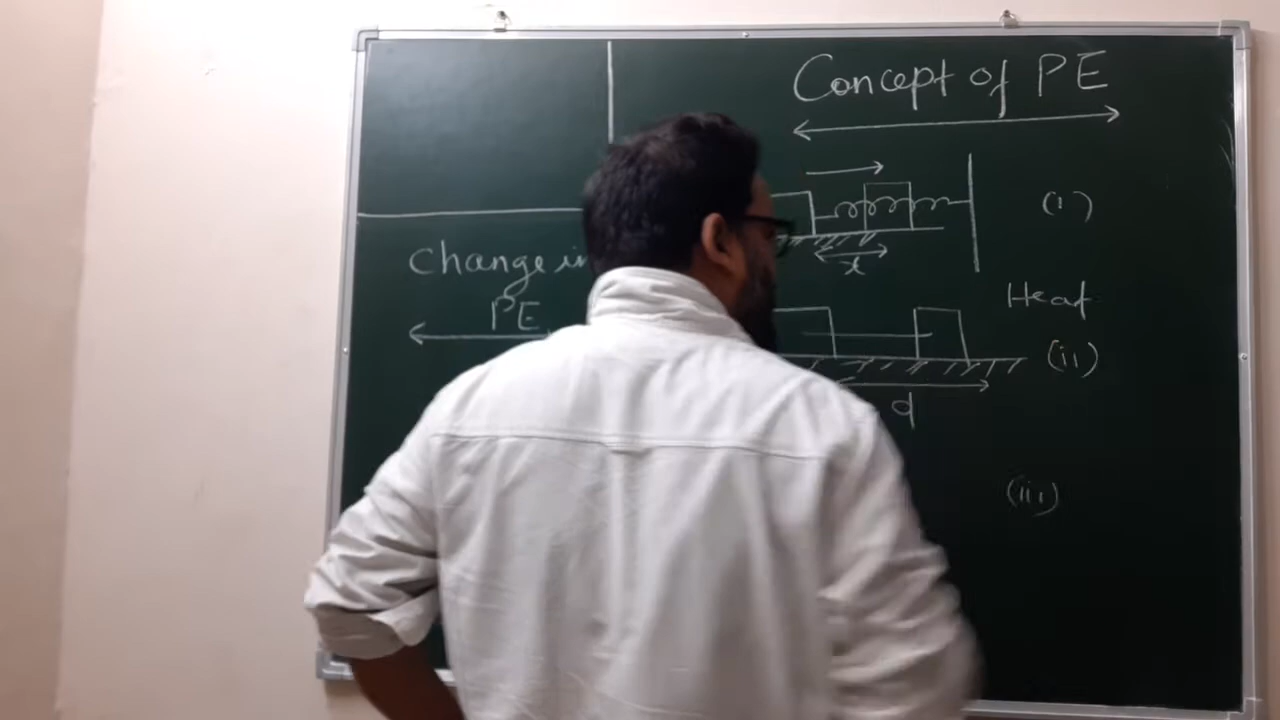 Concept of PE
(i)
x
Change in
PE
Heat
(ii)
d
(iii)